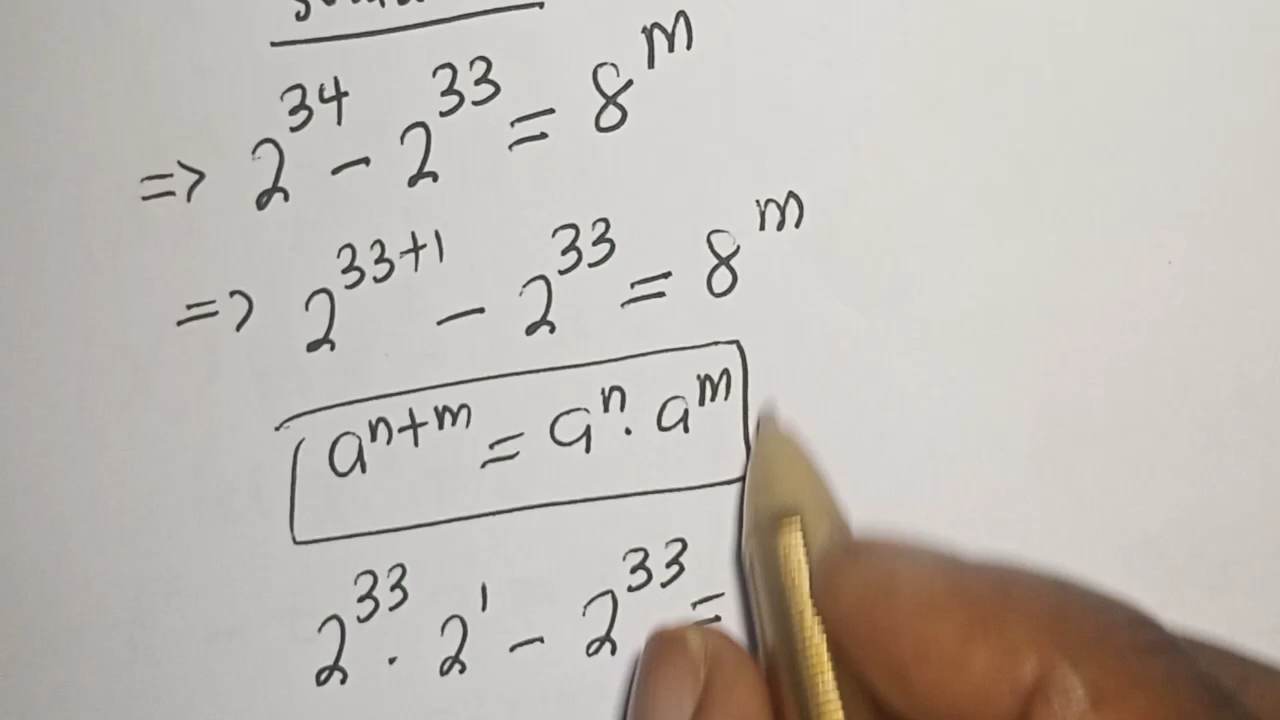 => 2^34 - 2^33 = 8^m
=> 2^33+1 - 2^33 = 8^m
a^n+m = a^n . a^m
2^33 . 2^1 - 2^33 =